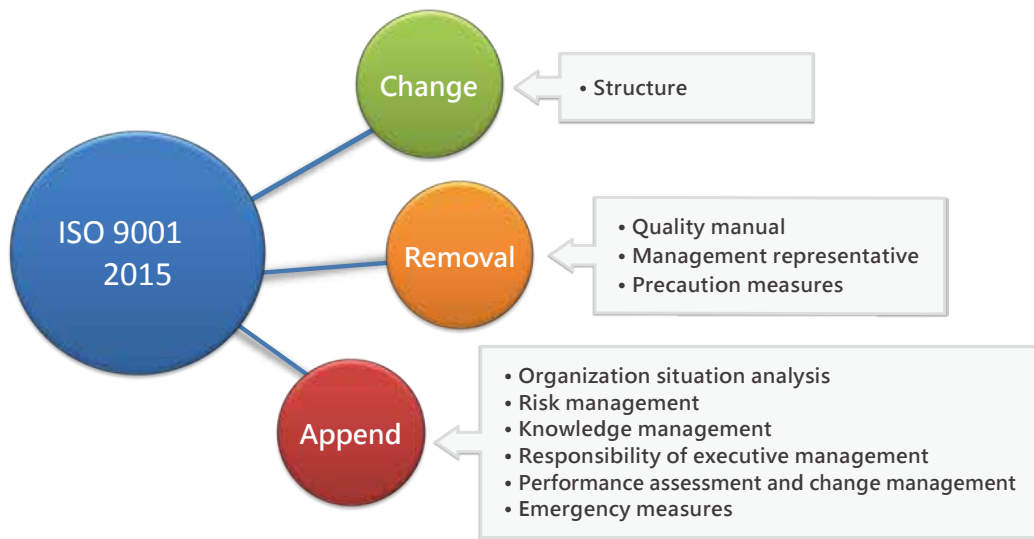 ISO 9001
2015
Change
• Structure
Removal
• Quality manual
• Management representative
• Precaution measures
Append
• Organization situation analysis
• Risk management
• Knowledge management
• Responsibility of executive management
• Performance assessment and change management
• Emergency measures